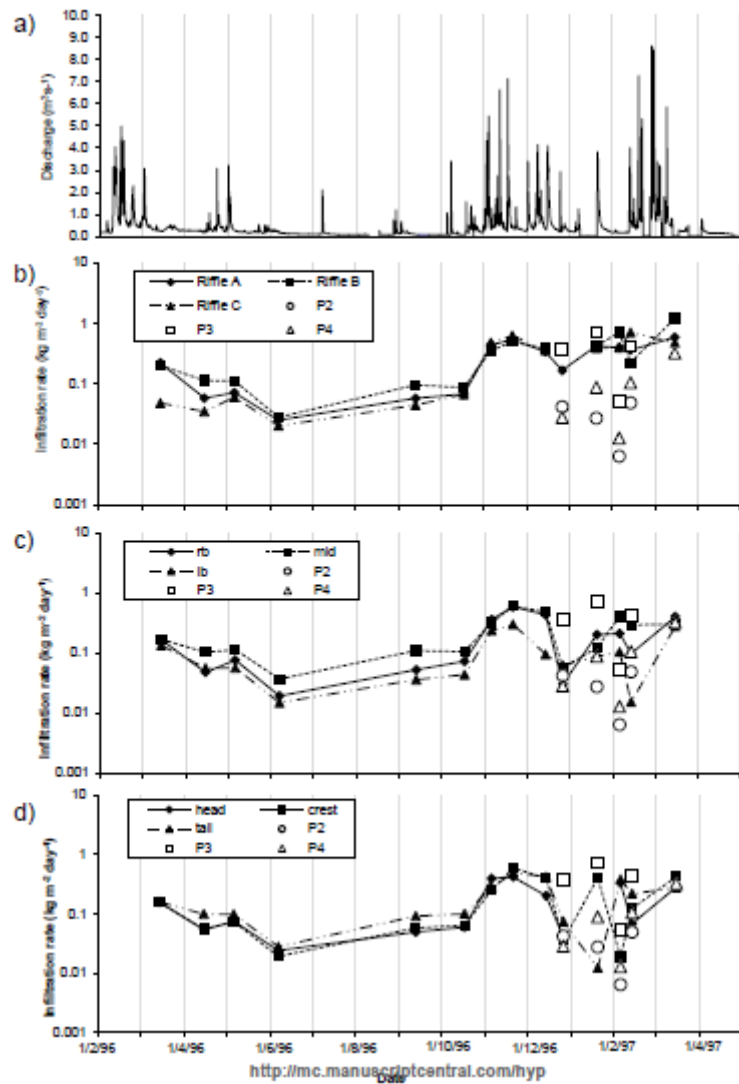 a)
Discharge (m³s⁻¹)
10.0
9.0
8.0
7.0
6.0
5.0
4.0
3.0
2.0
1.0
0.0
b)
Infiltration rate (kg m⁻² day⁻¹)
10
1
0.1
0.01
0.001
Riffle A Riffle B
Riffle C P2
P3 P4
c)
Infiltration rate (kg m⁻² day⁻¹)
10
1
0.1
0.01
0.001
rb mid
lb P2
P3 P4
d)
Infiltration rate (kg m⁻² day⁻¹)
10
1
0.1
0.01
0.001
head crest
tail P2
P3 P4
1/2/96 1/4/96 1/6/96 1/8/96 1/10/96 1/12/96 1/2/97 1/4/97
Date
http://mc.manuscriptcentral.com/hyp